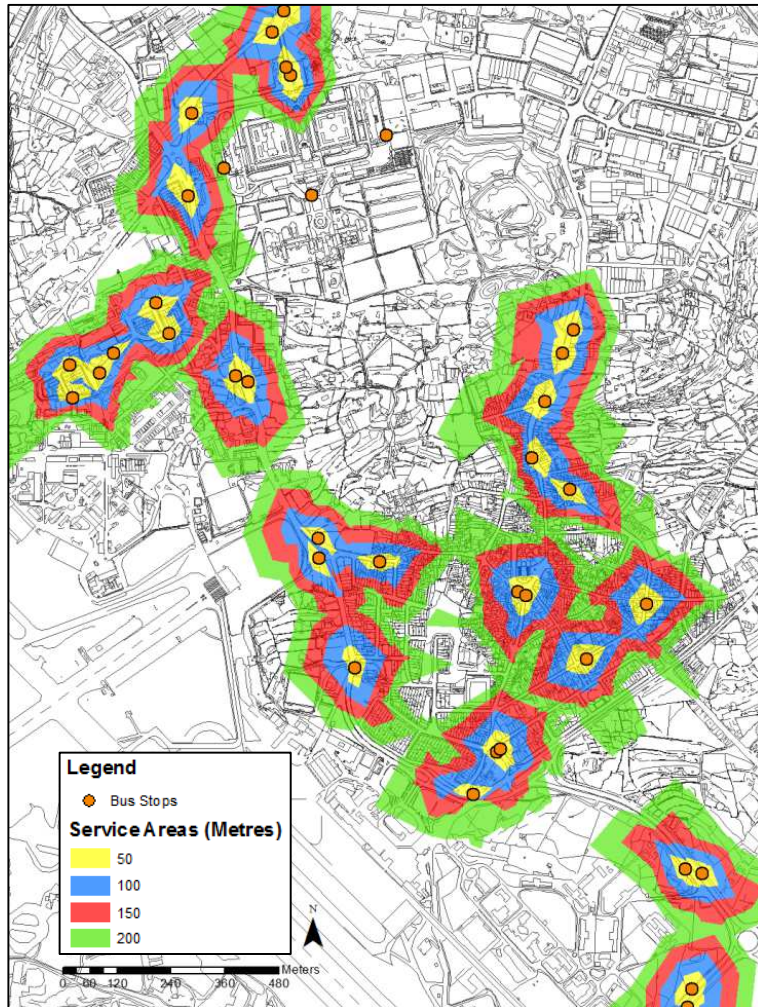 Legend
Bus Stops
Service Areas (Metres)
50
100
150
200
N
Meters
0 60 120 240 360 480